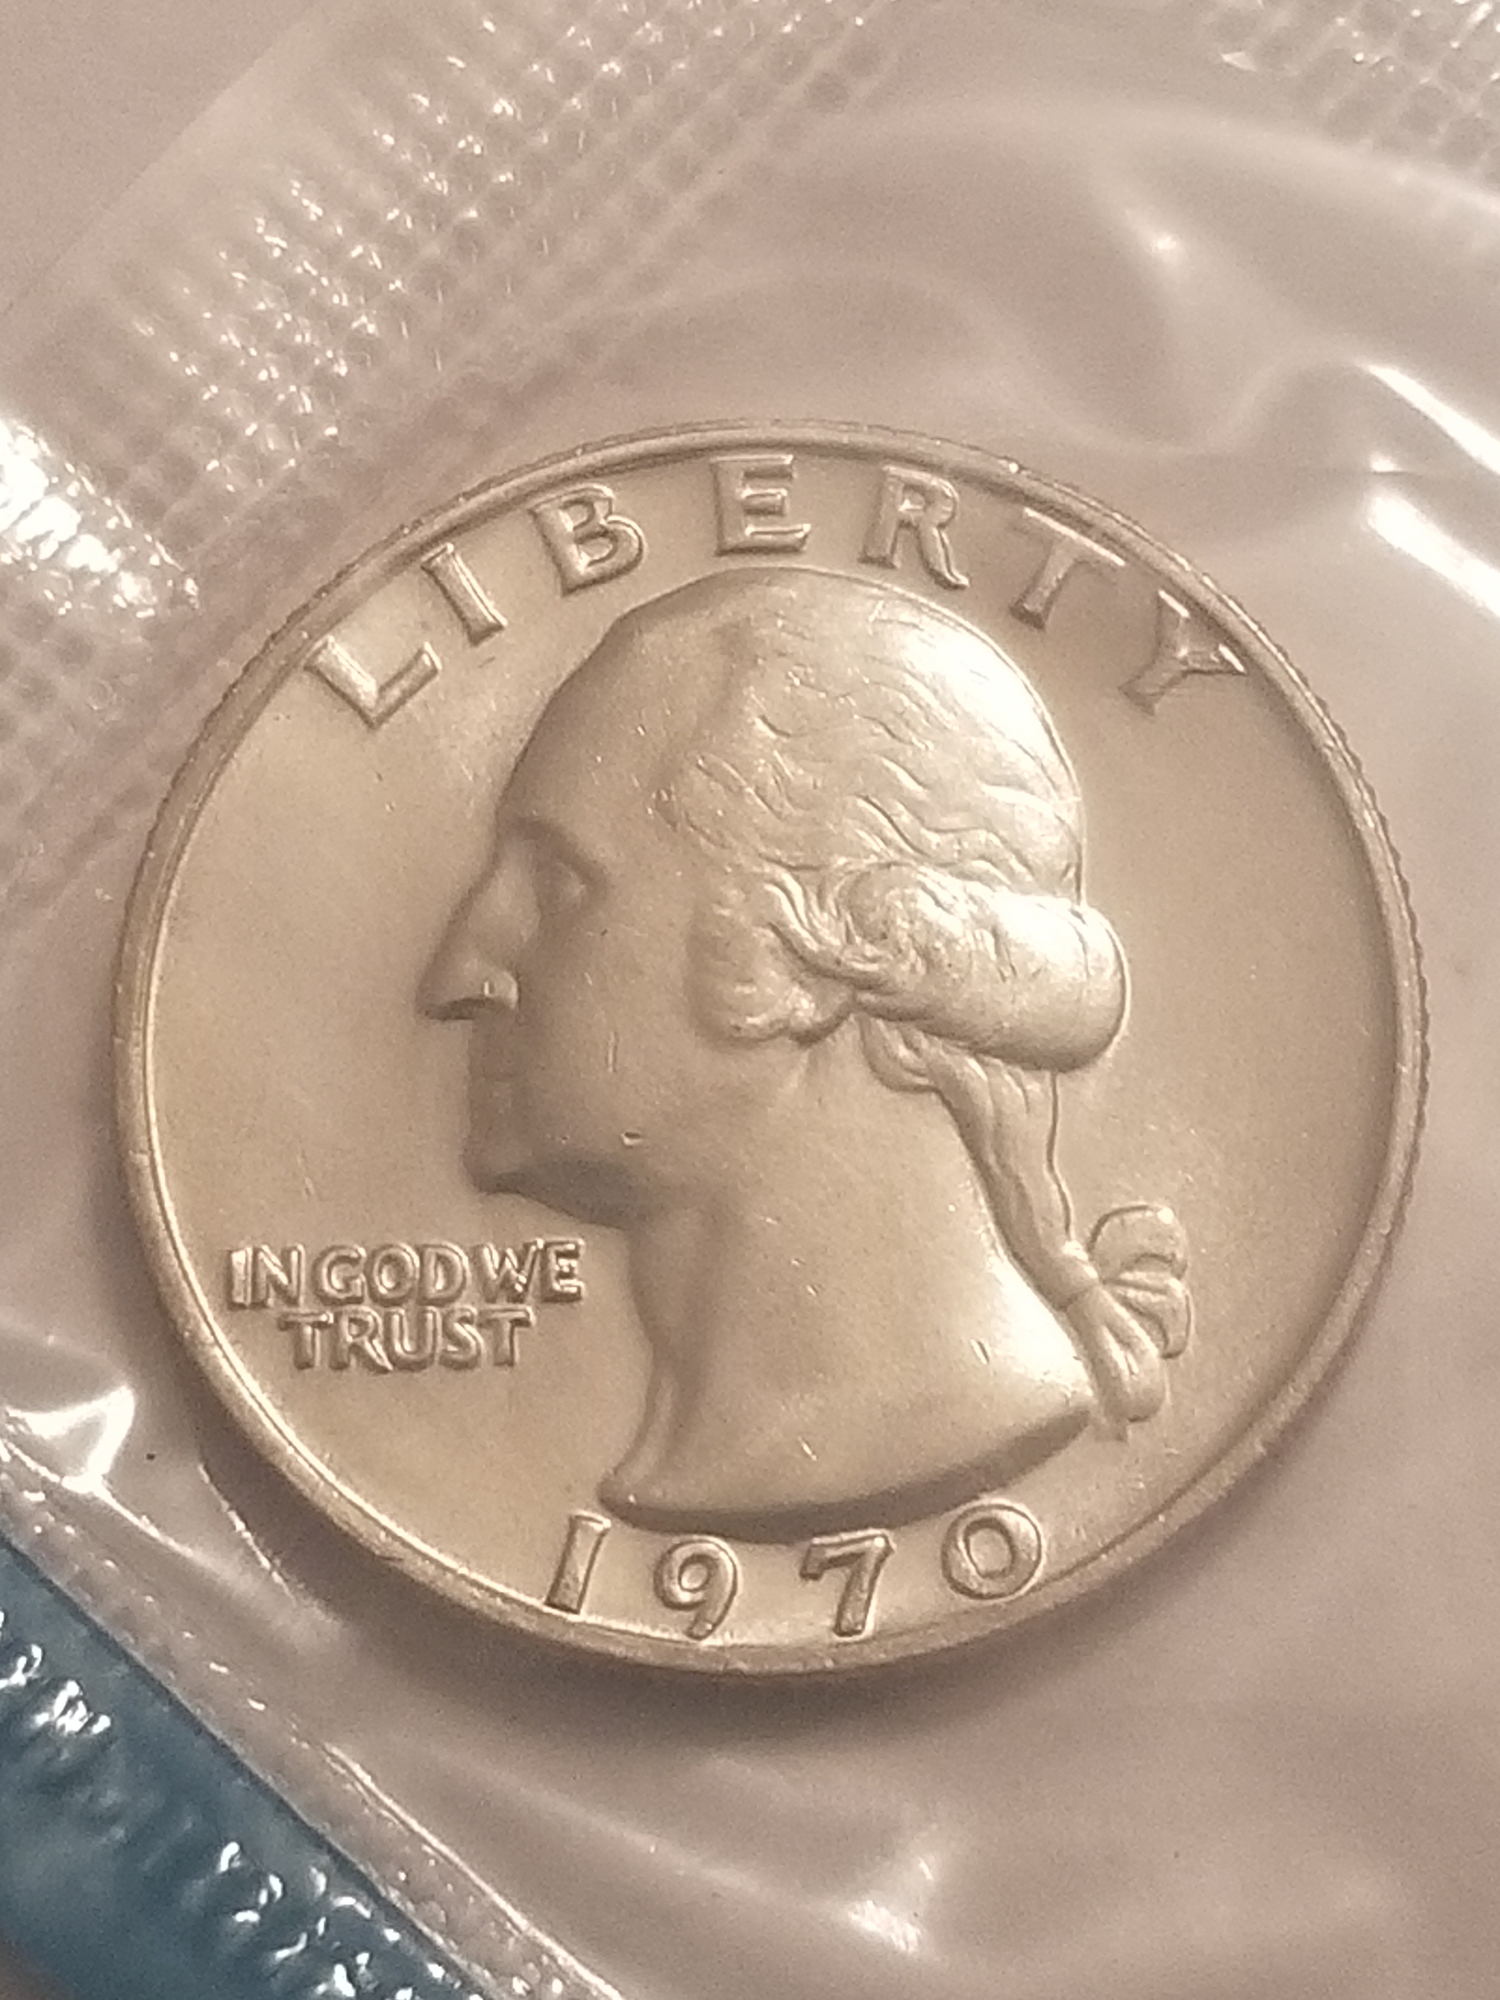 LIBERTY
IN GOD WE
TRUST
1970